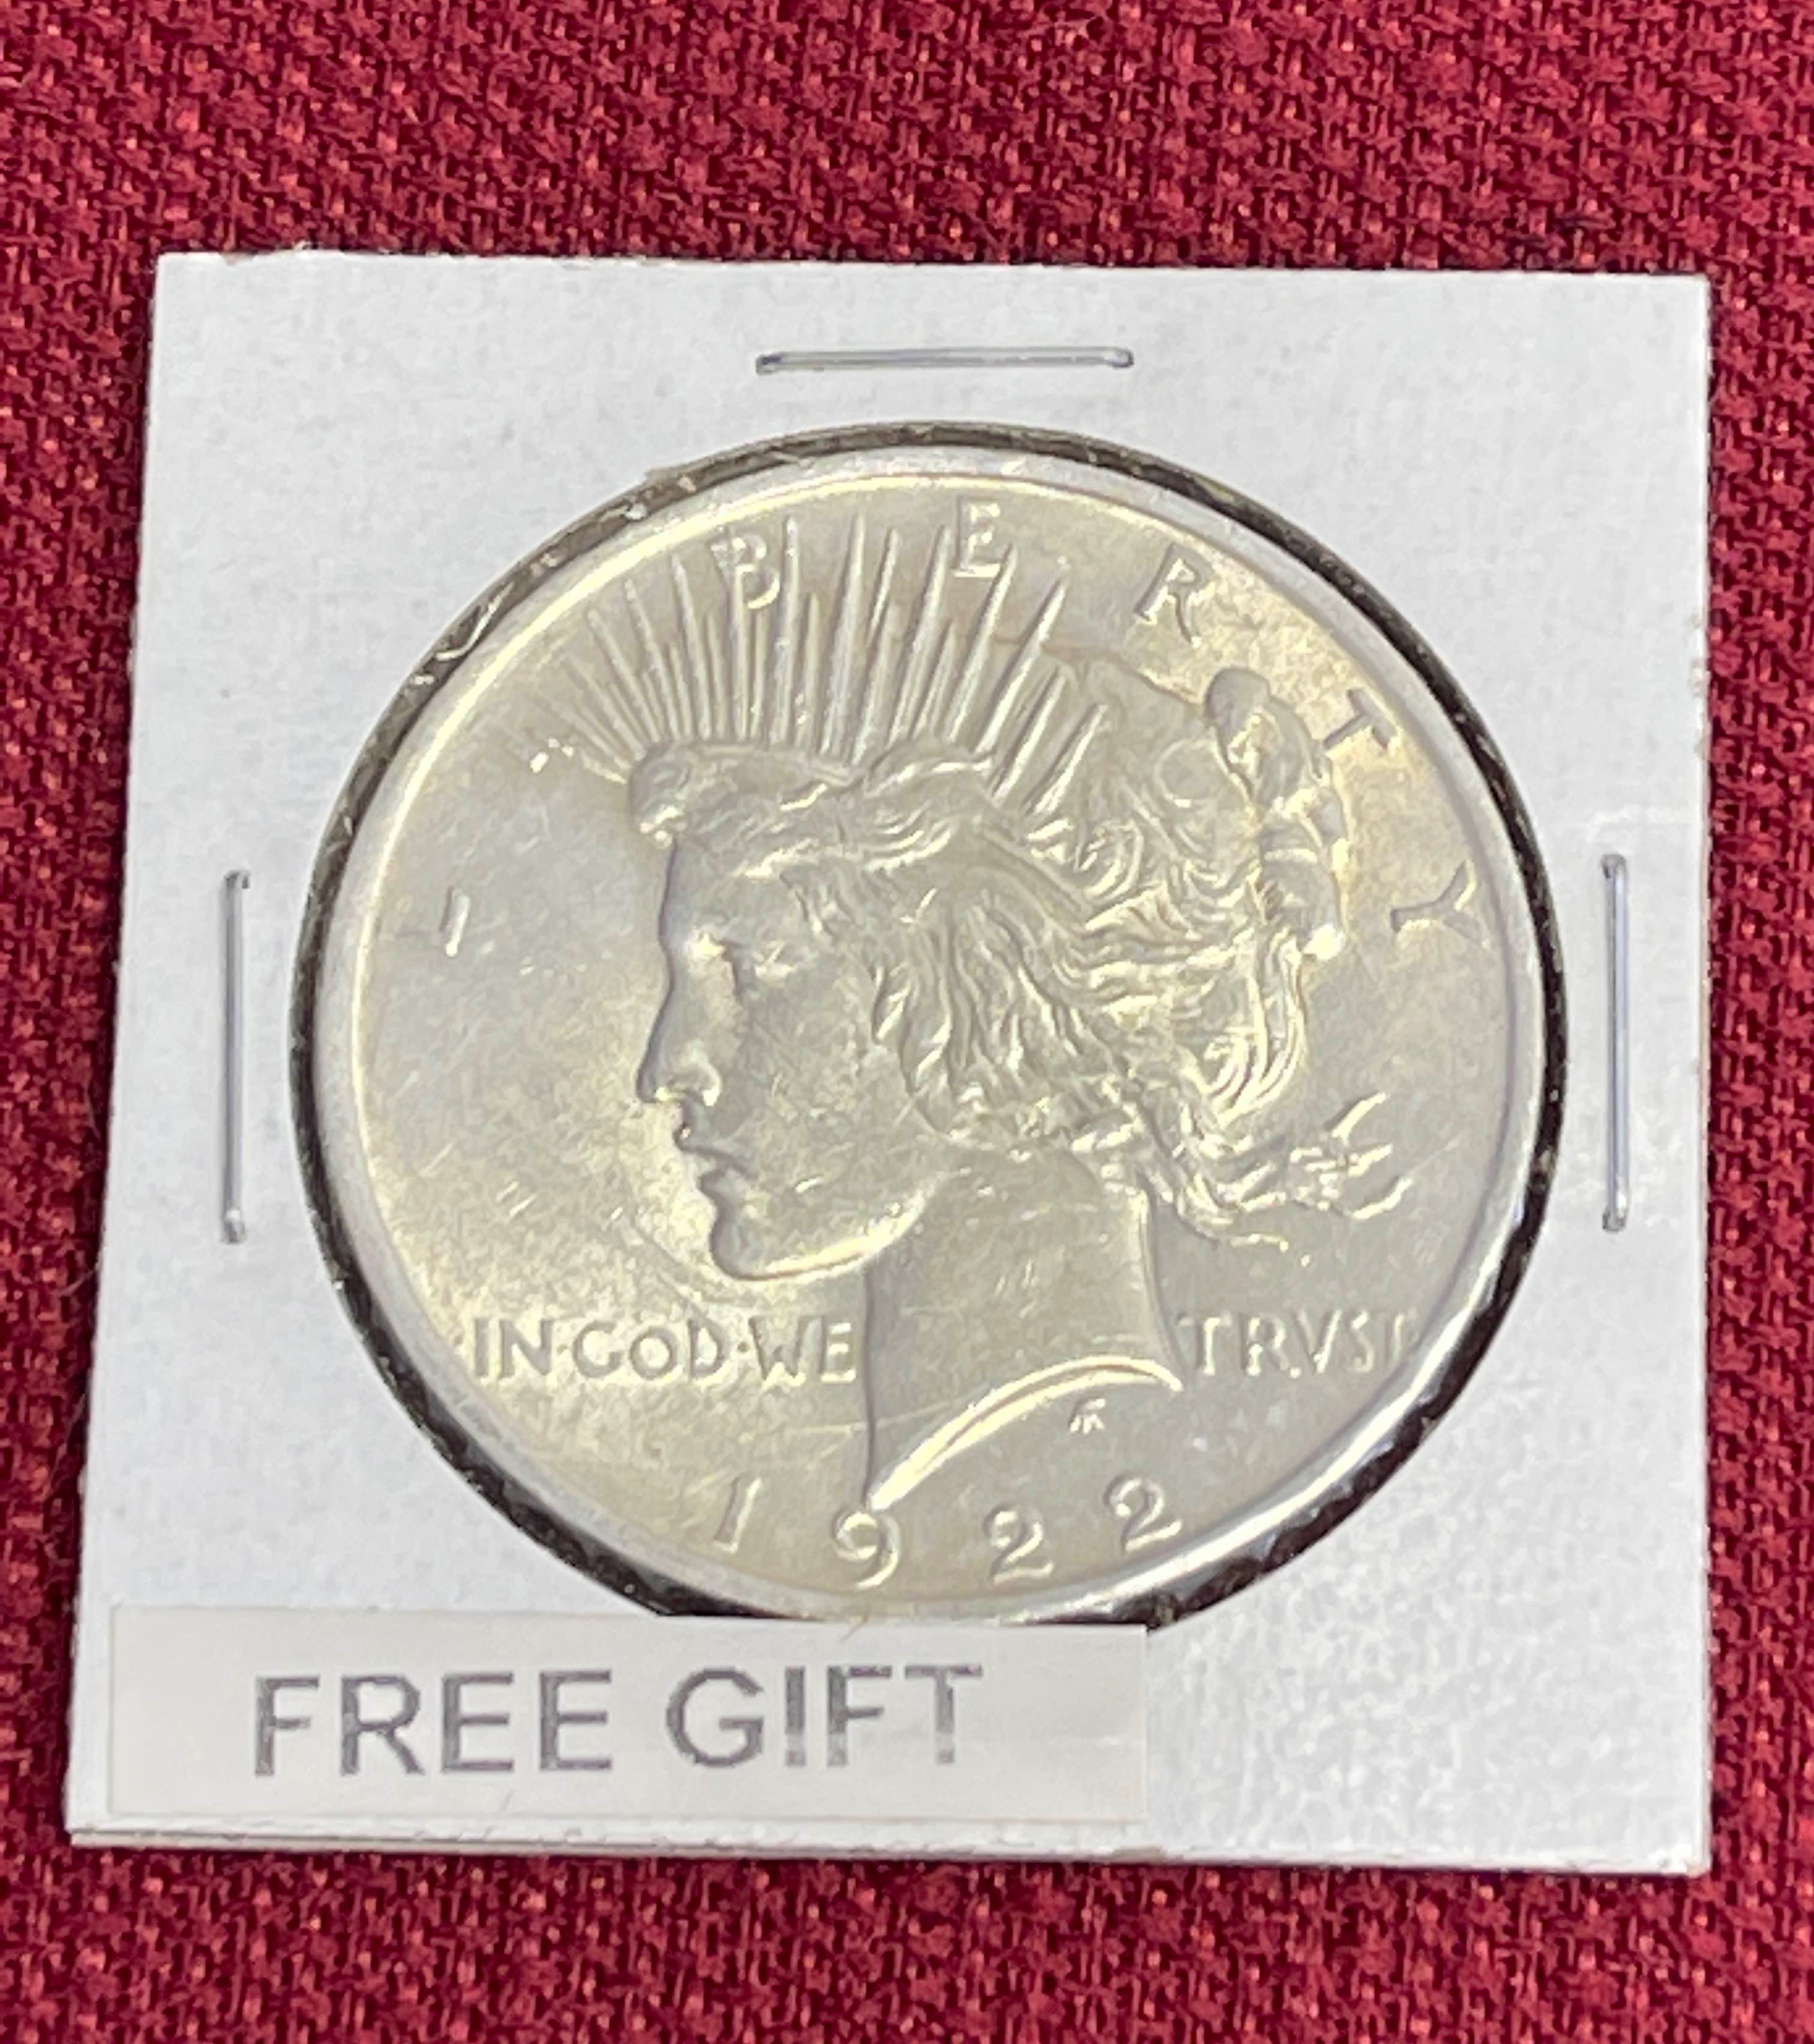 LIBERTY
IN·GOD·WE TRVST
1922
FREE GIFT